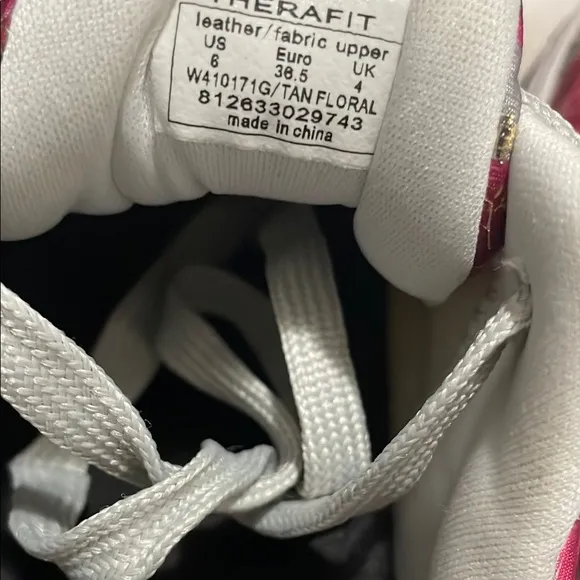 THERAFIT
leather/fabric upper
US Euro UK
6 36.5 4
W410171G/TAN FLORAL
812633029743
made in china